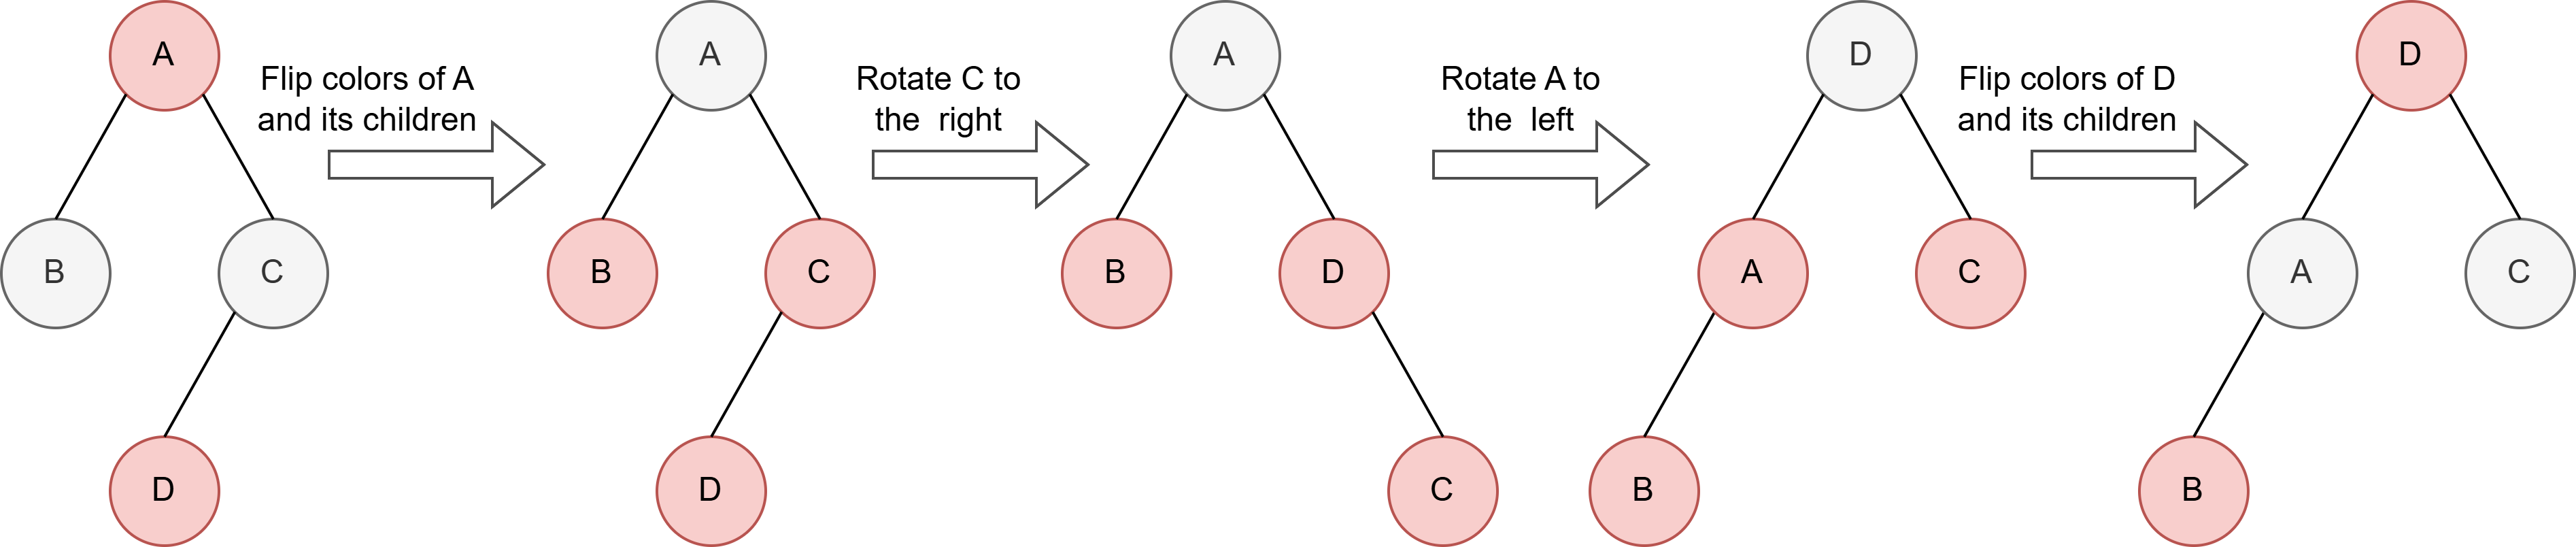 A
B
C
D
Flip colors of A
and its children
A
B
C
D
Rotate C to
the  right
A
B
D
C
Rotate A to
the  left
D
A
C
B
Flip colors of D
and its children
D
A
C
B